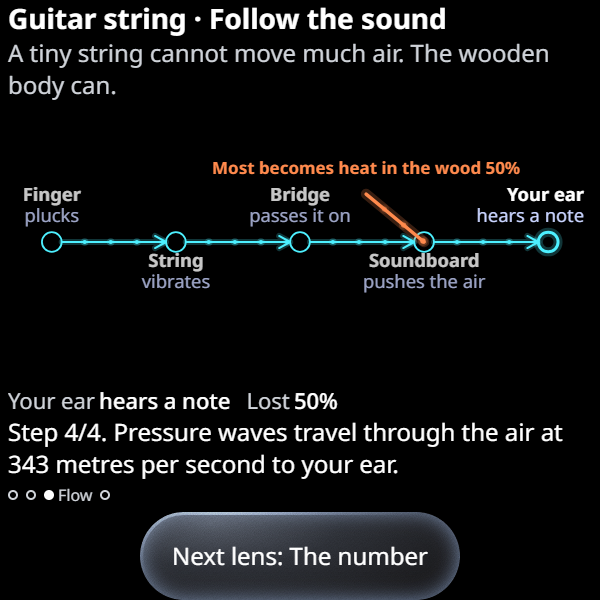 Guitar string · Follow the sound
A tiny string cannot move much air. The wooden
body can.
Most becomes heat in the wood 50%
Finger
plucks
Bridge
passes it on
Your ear
hears a note
String
vibrates
Soundboard
pushes the air
Your ear hears a note Lost 50%
Step 4/4. Pressure waves travel through the air at
343 metres per second to your ear.
Flow
Next lens: The number